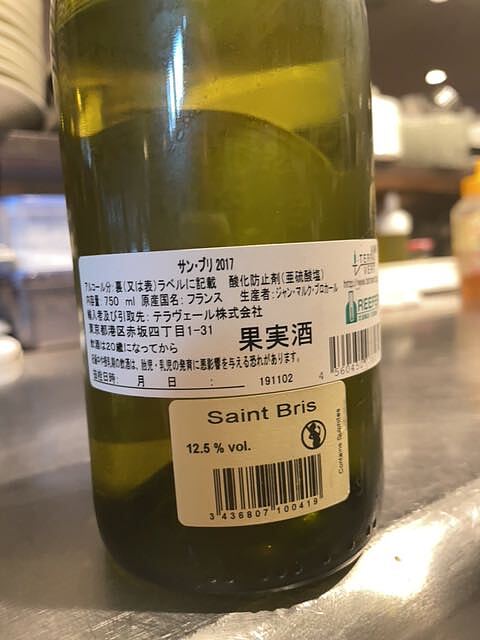 サン・ブリ 2017
アルコール分: 裏(又は表)ラベルに記載 酸化防止剤(亜硫酸塩)
内容量: 750 ml 原産国名: フランス 生産者: ジャン・マルク・ブロカール
輸入者及び引取先: テラヴェール株式会社
東京都港区赤坂四丁目1-31
果実酒
飲酒は20歳になってから
妊娠中や授乳期の飲酒は、胎児・乳児の発育に悪影響を与える恐れがあります。
月 日 :
191102
REEFER
Saint Bris
12.5 % vol.
Contains Sulphites
3 436807 100419